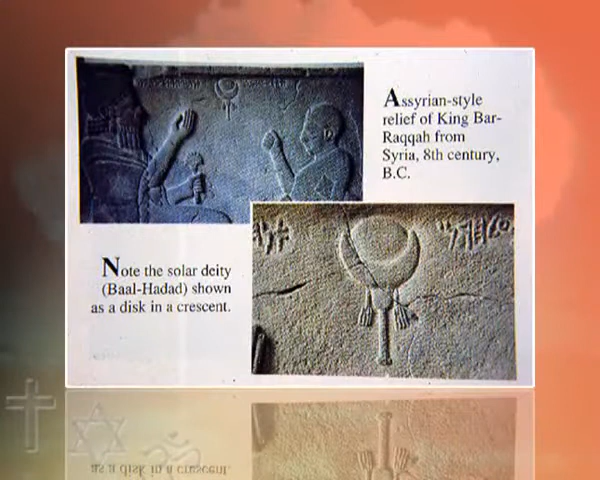 Assyrian-style
relief of King Bar-
Raqqah from
Syria, 8th century,
B.C.
Note the solar deity
(Baal-Hadad) shown
as a disk in a crescent.